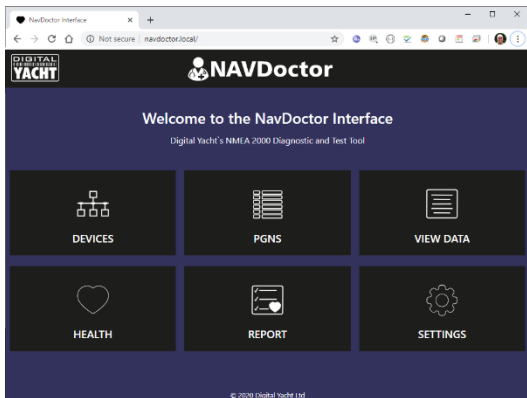 NavDoctor Interface
Not secure | navdoctor.local/
DIGITAL
YACHT
NAVDoctor
Welcome to the NavDoctor Interface
Digital Yacht`s NMEA 2000 Diagnostic and Test Tool
DEVICES
PGNS
VIEW DATA
HEALTH
REPORT
SETTINGS
© 2020 Digital Yacht Ltd